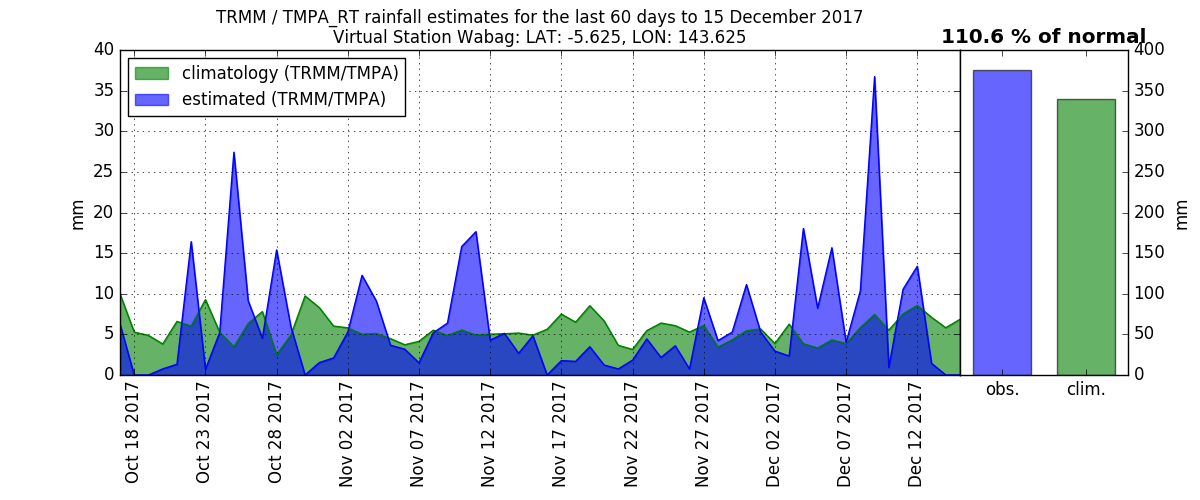 TRMM / TMPA_RT rainfall estimates for the last 60 days to 15 December 2017
Virtual Station Wabag: LAT: -5.625, LON: 143.625
110.6 % of normal
climatology (TRMM/TMPA)
estimated (TRMM/TMPA)
40
35
30
25
20
15
10
5
0
mm
Oct 18 2017
Oct 23 2017
Oct 28 2017
Nov 02 2017
Nov 07 2017
Nov 12 2017
Nov 17 2017
Nov 22 2017
Nov 27 2017
Dec 02 2017
Dec 07 2017
Dec 12 2017
obs.
clim.
400
350
300
250
200
150
100
50
0
mm